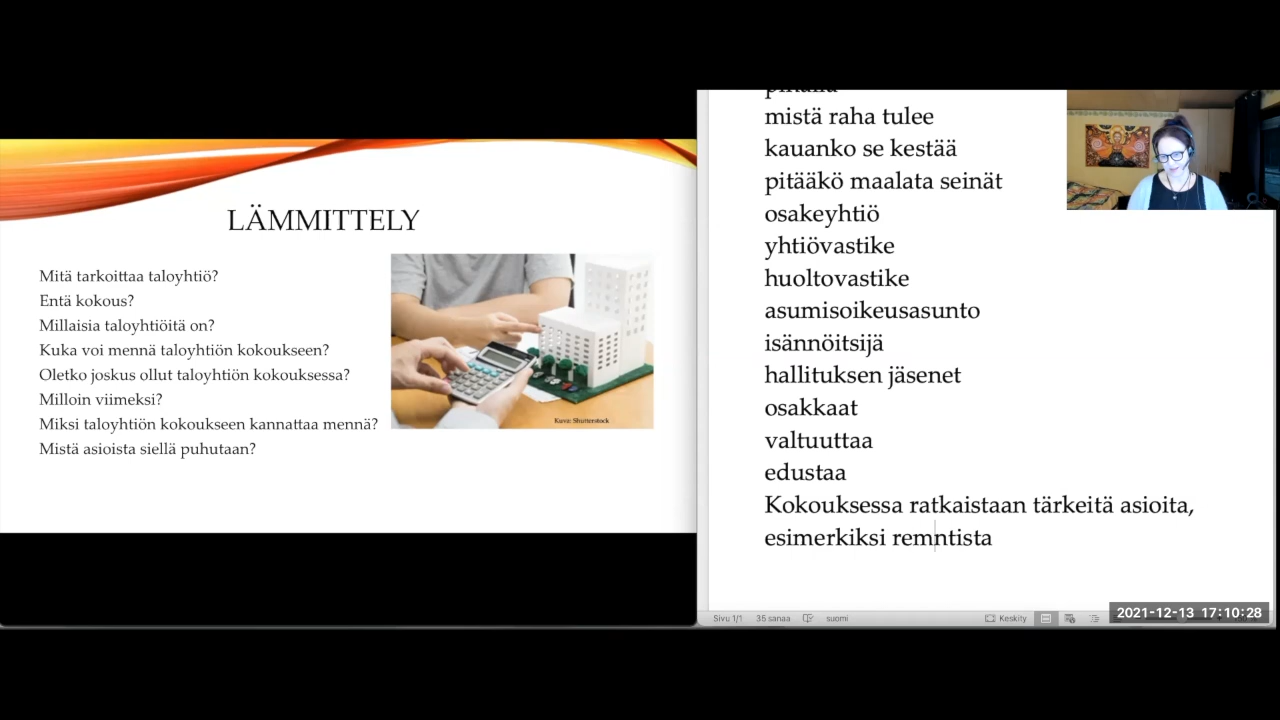 LÄMMITTELY
Mitä tarkoittaa taloyhtiö?
Entä kokous?
Millaisia taloyhtiöitä on?
Kuka voi mennä taloyhtiön kokoukseen?
Oletko joskus ollut taloyhtiön kokouksessa?
Milloin viimeksi?
Miksi taloyhtiön kokoukseen kannattaa mennä?
Mistä asioista siellä puhutaan?
Kuva: Shutterstock
mistä raha tulee
kauanko se kestää
pitääkö maalata seinät
osakeyhtiö
yhtiövastike
huoltovastike
asumisoikeusasunto
isännöitsijä
hallituksen jäsenet
osakkaat
valtuuttaa
edustaa
Kokouksessa ratkaistaan tärkeitä asioita,
esimerkiksi remntista
Sivu 1/1 35 sanaa suomi Keskity
2021-12-13 17:10:28